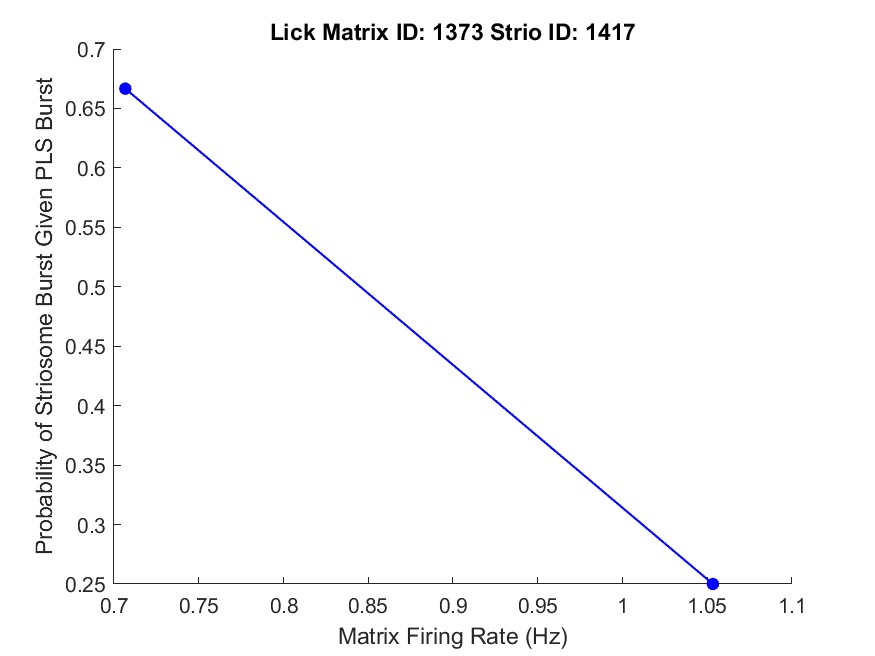 Lick Matrix ID: 1373 Strio ID: 1417
Probability of Striosome Burst Given PLS Burst
0.7
0.65
0.6
0.55
0.5
0.45
0.4
0.35
0.3
0.25
0.7 0.75 0.8 0.85 0.9 0.95 1 1.05 1.1
Matrix Firing Rate (Hz)